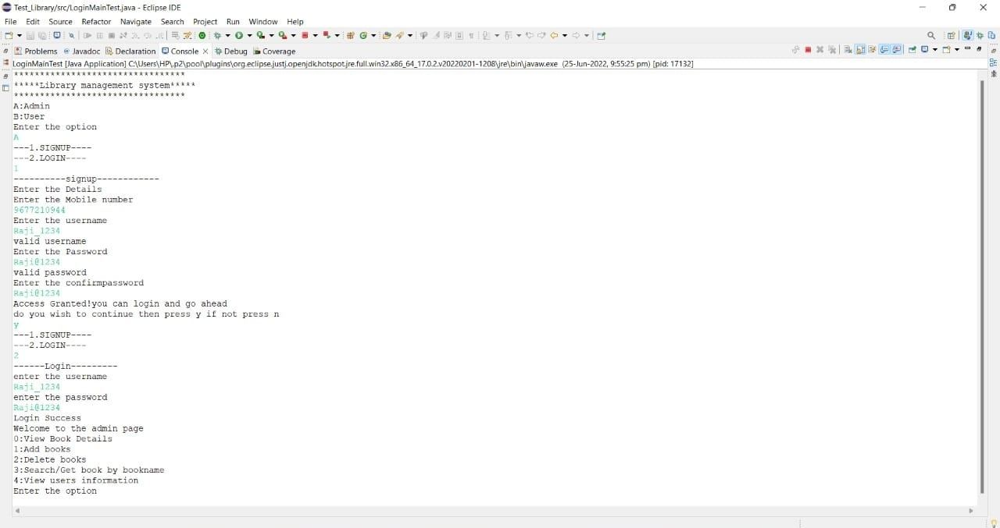 Test_Library/src/LoginMainTest.java - Eclipse IDE
File Edit Source Refactor Navigate Search Project Run Window Help
Problems Javadoc Declaration Console Debug Coverage
LoginMainTest [Java Application] C:\Users\HP\.p2\pool\plugins\org.eclipse.justj.openjdk.hotspot.jre.full.win32.x86_64_17.0.2.v20220201-1208\jre\bin\javaw.exe (25-Jun-2022, 9:55:25 pm) [pid: 17132]
*********************************
*****Library management system*****
*********************************
A:Admin
B:User
Enter the option
A
---1.SIGNUP----
---2.LOGIN----
1
----------signup------------
Enter the Details
Enter the Mobile number
9677210944
Enter the username
Raji_1234
valid username
Enter the Password
Raji@1234
valid password
Enter the confirmpassword
Raji@1234
Access Granted!you can login and go ahead
do you wish to continue then press y if not press n
y
---1.SIGNUP----
---2.LOGIN----
2
------Login---------
enter the username
Raji_1234
enter the password
Raji@1234
Login Success
Welcome to the admin page
0:View Book Details
1:Add books
2:Delete books
3:Search/Get book by bookname
4:View users information
Enter the option